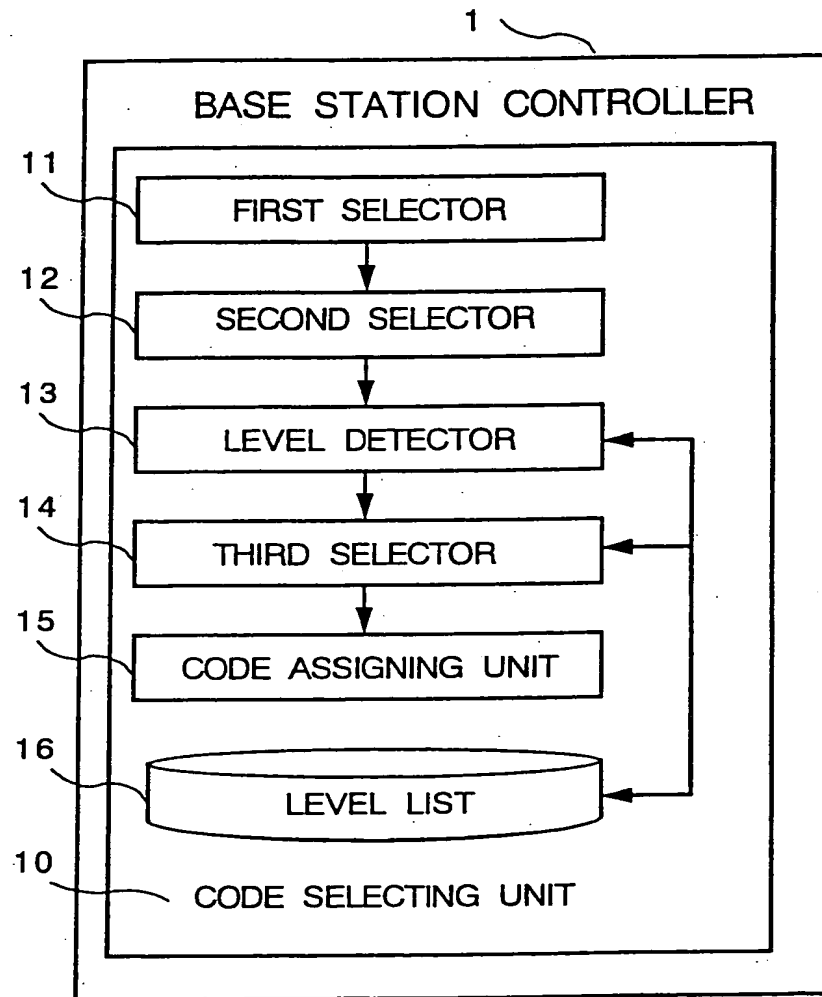 1
BASE STATION CONTROLLER
11
FIRST SELECTOR
12
SECOND SELECTOR
13
LEVEL DETECTOR
14
THIRD SELECTOR
15
CODE ASSIGNING UNIT
16
LEVEL LIST
10
CODE SELECTING UNIT